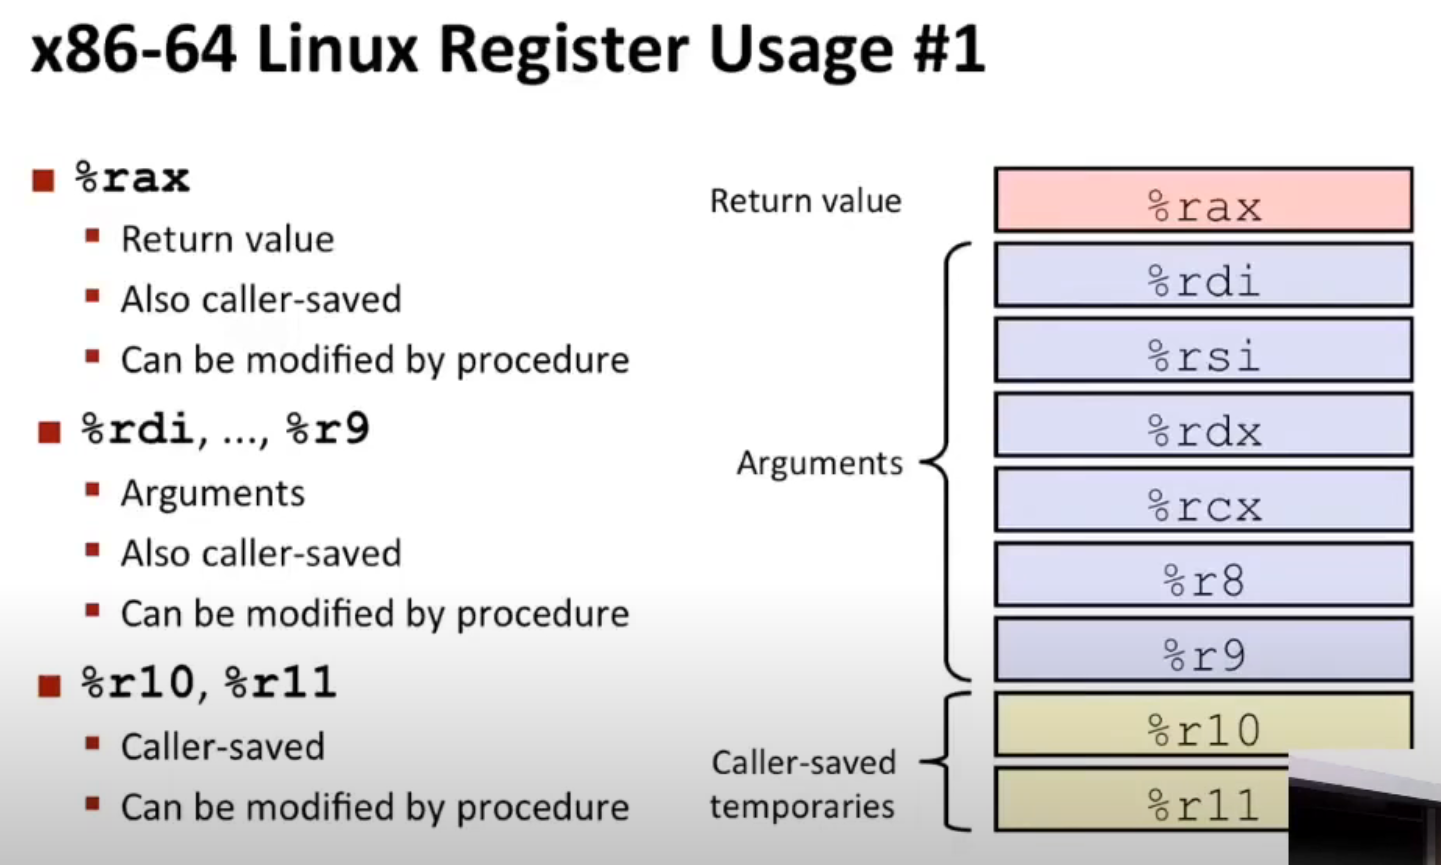 x86-64 Linux Register Usage #1
%rax
Return value
Also caller-saved
Can be modified by procedure
%rdi, ..., %r9
Arguments
Also caller-saved
Can be modified by procedure
%r10, %r11
Caller-saved
Can be modified by procedure
Return value
Arguments
Caller-saved
temporaries
%rax
%rdi
%rsi
%rdx
%rcx
%r8
%r9
%r10
%r11